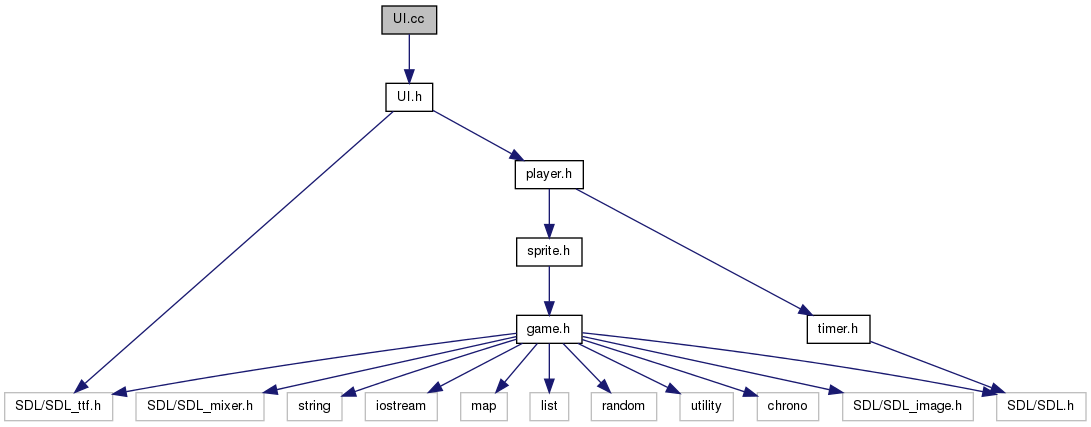 UI.cc
UI.h
player.h
sprite.h
game.h
timer.h
SDL/SDL_ttf.h
SDL/SDL_mixer.h
string
iostream
map
list
random
utility
chrono
SDL/SDL_image.h
SDL/SDL.h